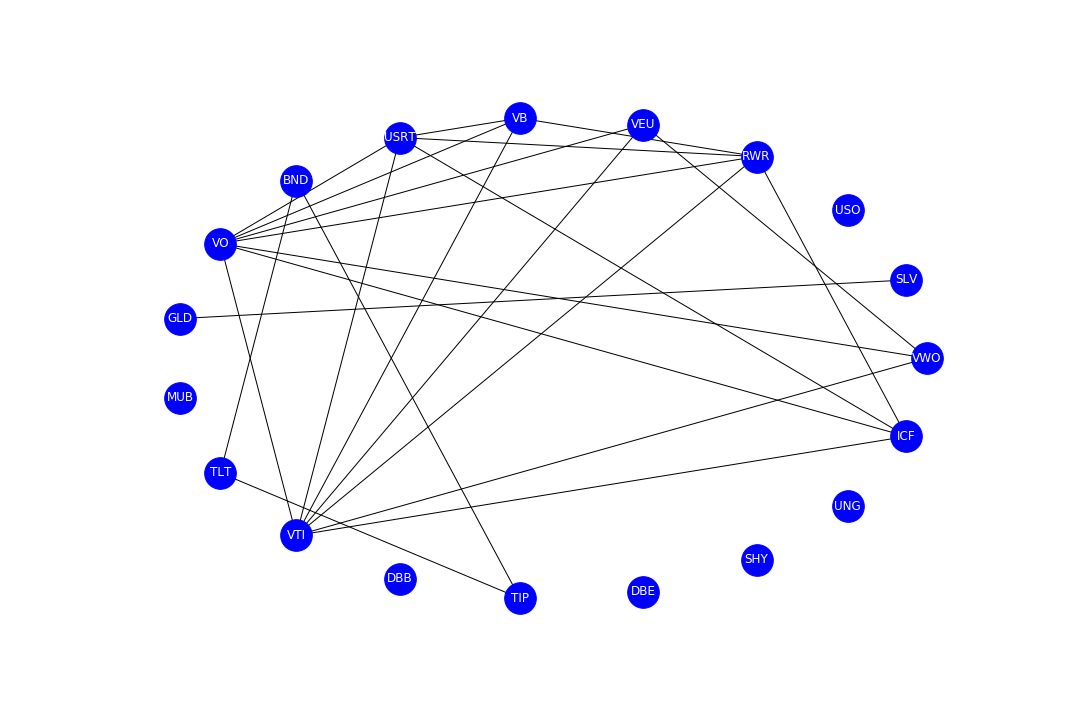 VB
VEU
USRT
RWR
BND
USO
VO
SLV
GLD
VWO
MUB
ICF
TLT
UNG
VTI
SHY
DBB
DBE
TIP